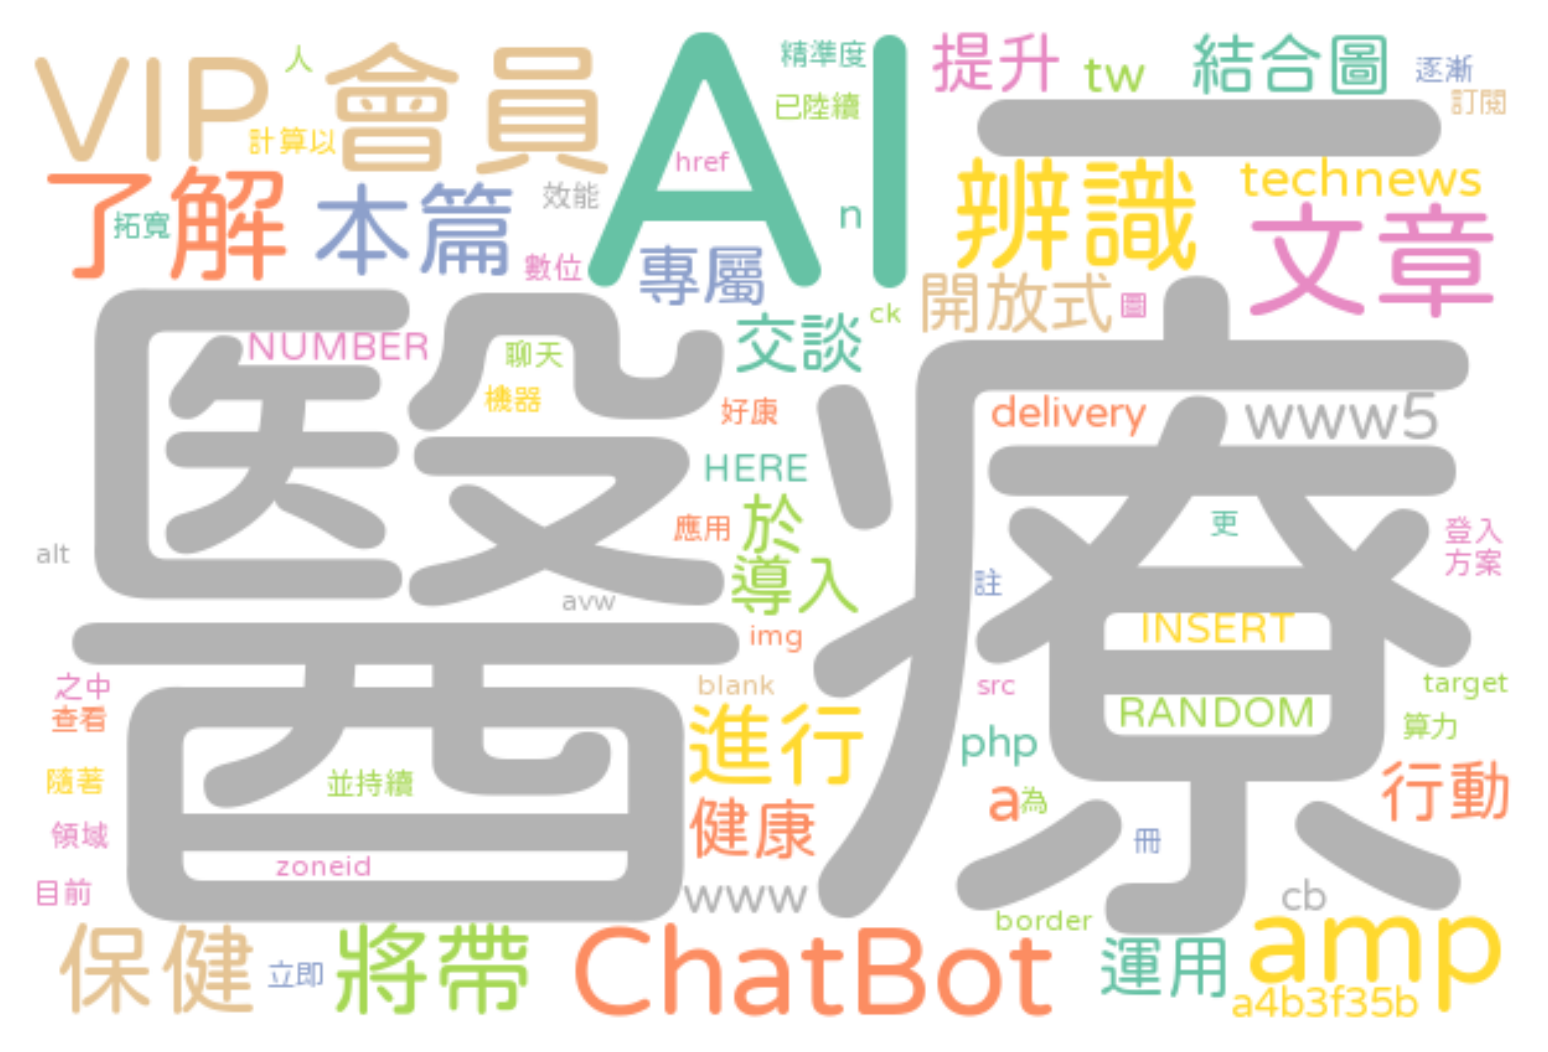 VIP
人
會員
計算以
AI
精準度
已陸續
href
n
提升
tw
結合圖
逐漸
訂閱
一
了解
拓寬
本篇
效能
數位
專屬
辨識
technews
文章
開放式
圖
ck
交談
醫療
NUMBER
聊天
機器
好康
delivery
www5
HERE
應用
於
導入
更
登入
方案
alt
avw
註
img
INSERT
之中
查看
blank
src
target
RANDOM
算力
進行
php
隨著
並持續
a
為
行動
領域
健康
冊
zoneid
目前
www
cb
border
保健
立即
將帶
ChatBot
運用
amp
a4b3f35b